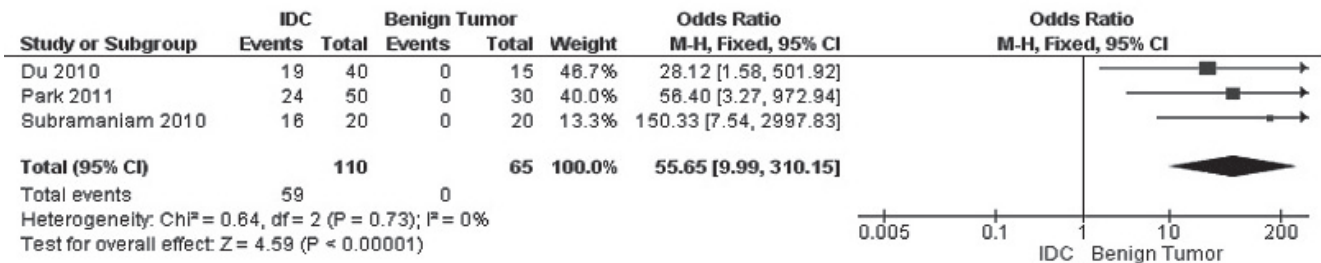 IDC Benign Tumor Odds Ratio Odds Ratio
Study or Subgroup Events Total Events Total Weight M-H, Fixed, 95% CI M-H, Fixed, 95% CI
Du 2010 19 40 0 15 46.7% 28.12 [1.58, 501.92]
Park 2011 24 50 0 30 40.0% 56.40 [3.27, 972.94]
Subramaniam 2010 16 20 0 20 13.3% 150.33 [7.54, 2997.83]
Total (95% CI) 110 65 100.0% 55.65 [9.99, 310.15]
Total events 59 0
Heterogeneity: Chi² = 0.64, df = 2 (P = 0.73); I² = 0%
Test for overall effect: Z = 4.59 (P < 0.00001)
0.005 0.1 1 10 200
IDC Benign Tumor